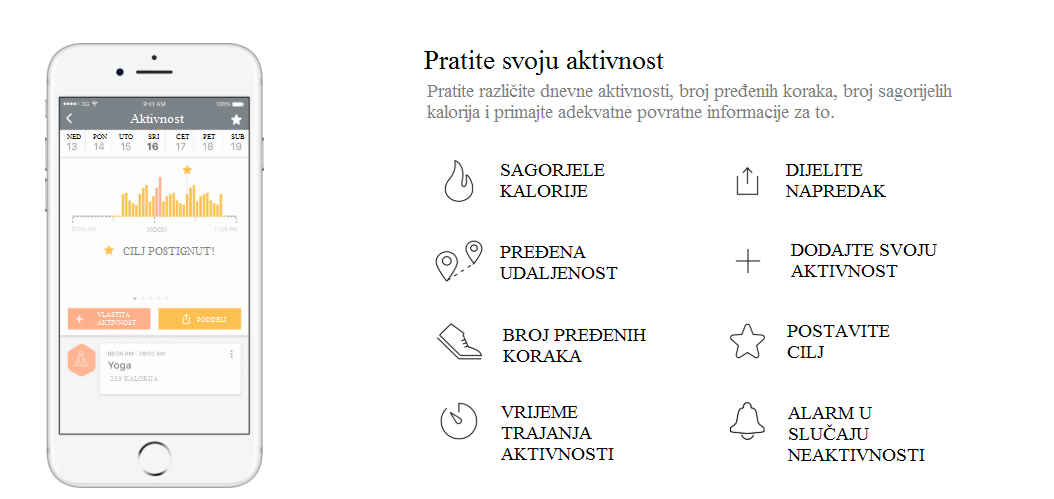 Pratite svoju aktivnost
Pratite različite dnevne aktivnosti, broj pređenih koraka, broj sagorijelih
kalorija i primajte adekvatne povratne informacije za to.
3G 9:41 AM 100%
Aktivnost
NED PON UTO SRI ČET PET SUB
13 14 15 16 17 18 19
12:00 AM NOON 11:59 PM
CILJ POSTIGNUT!
VLASTITA
AKTIVNOST
PODIJELI
08:30 AM - 09:00 AM
Yoga
250 KALORIJA
SAGORJELE
KALORIJE
DIJELITE
NAPREDAK
PREĐENA
UDALJENOST
DODAJTE SVOJU
AKTIVNOST
BROJ PREĐENIH
KORAKA
POSTAVITE
CILJ
VRIJEME
TRAJANJA
AKTIVNOSTI
ALARM U
SLUČAJU
NEAKTIVNOSTI